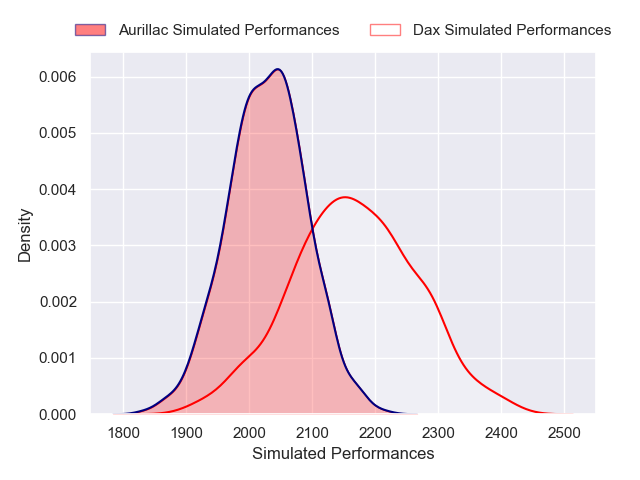 Aurillac Simulated Performances Dax Simulated Performances
0.006
0.005
0.004
0.003
0.002
0.001
0.000
Density
1800 1900 2000 2100 2200 2300 2400 2500
Simulated Performances